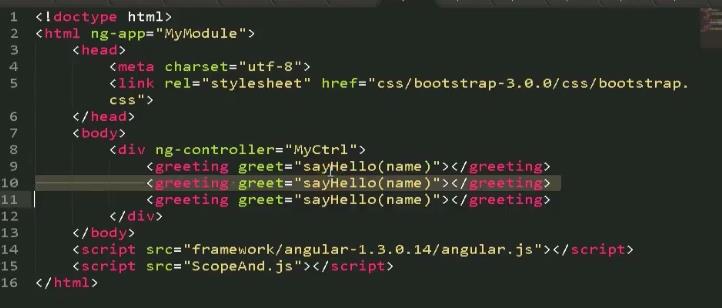 1 <!doctype html>
2 <html ng-app="MyModule">
3 <head>
4 <meta charset="utf-8">
5 <link rel="stylesheet" href="css/bootstrap-3.0.0/css/bootstrap.
css">
6 </head>
7 <body>
8 <div ng-controller="MyCtrl">
9 <greeting greet="sayHello(name)"></greeting>
10 <greeting greet="sayHello(name)"></greeting>
11 <greeting greet="sayHello(name)"></greeting>
12 </div>
13 </body>
14 <script src="framework/angular-1.3.0.14/angular.js"></script>
15 <script src="ScopeAnd.js"></script>
16 </html>